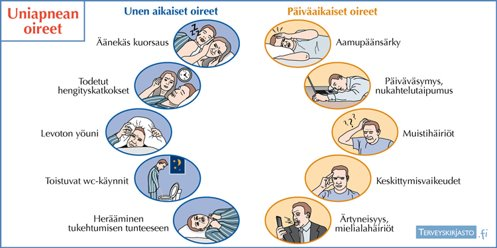 Uniapnean
oireet
Unen aikaiset oireet
Äänekäs kuorsaus
Todetut
hengityskatkokset
Levoton yöuni
Toistuvat wc-käynnit
Herääminen
tukehtumisen tunteeseen
Päiväaikaiset oireet
Aamupäänsärky
Päiväväsymys,
nukahtelutaipumus
Muistihäiriöt
Keskittymisvaikeudet
Ärtyneisyys,
mielialahäiriöt
TERVEYSKIRJASTO.fi